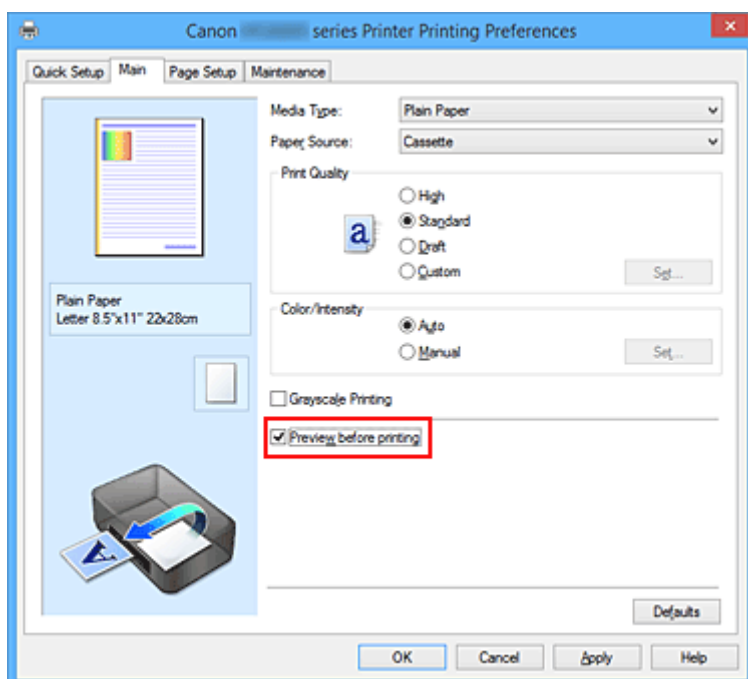 Canon series Printer Printing Preferences
Quick Setup Main Page Setup Maintenance
Media Type: Plain Paper
Paper Source: Cassette
Print Quality
High
a Standard
Draft
Custom Set...
Plain Paper
Letter 8.5"x11" 22x28cm
Color/Intensity
Auto
Manual Set...
Grayscale Printing
Preview before printing
A
Defaults
OK Cancel Apply Help